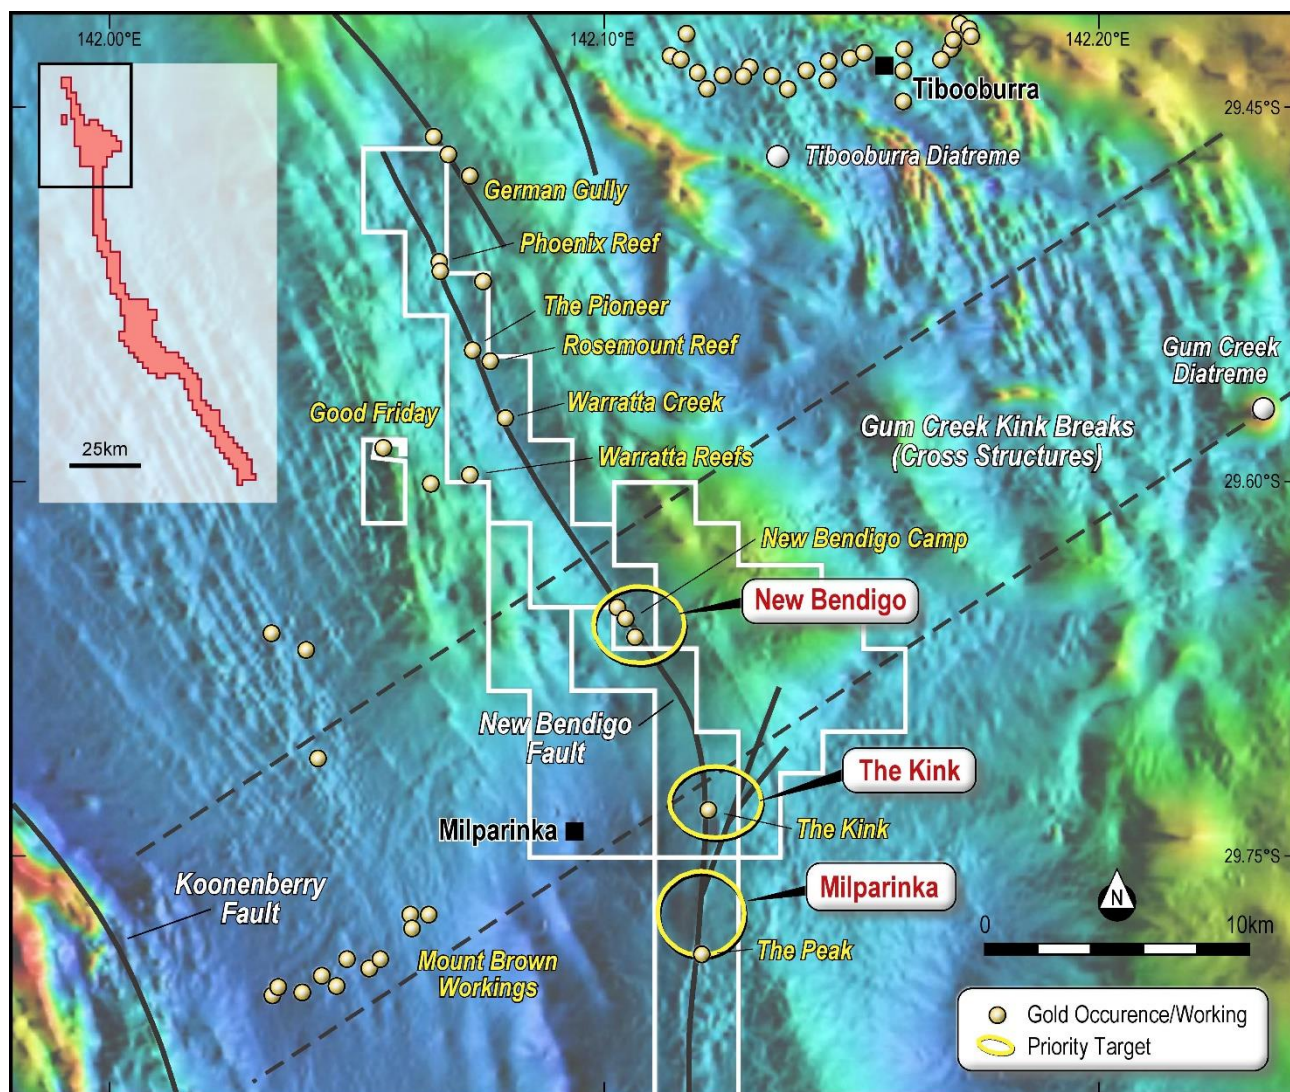 142.00°E
142.10°E
142.20°E
Tibooburra
29.45°S
Tibooburra Diatreme
German Gully
Phoenix Reef
The Pioneer
Rosemount Reef
Gum Creek
Diatreme
Good Friday
Warratta Creek
Gum Creek Kink Breaks
(Cross Structures)
25km
Warratta Reefs
29.60°S
New Bendigo Camp
New Bendigo
New Bendigo
Fault
The Kink
Milparinka
The Kink
29.75°S
Koonenberry
Fault
Milparinka
N
0
10km
The Peak
Mount Brown
Workings
Gold Occurence/Working
Priority Target